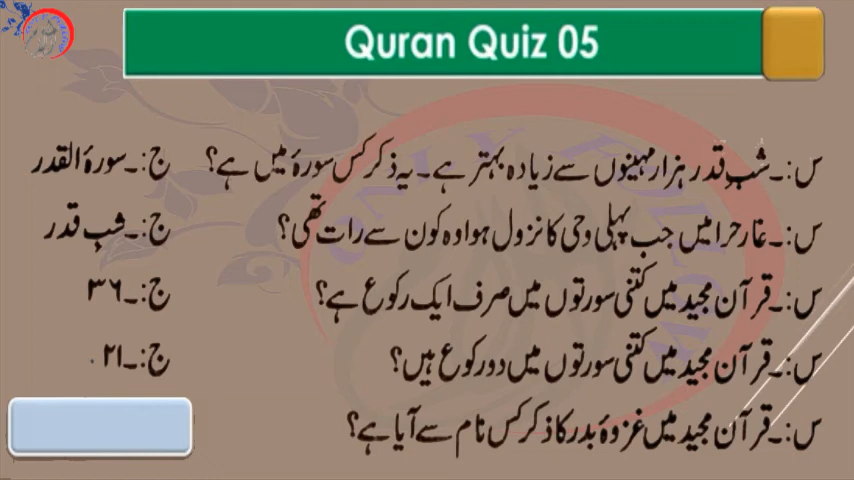 Quran Quiz 05
س:۔شبِ قدر ہزار مہینوں سے زیادہ بہتر ہے۔یہ ذکر کس سورۂ میں ہے؟ ج:۔سورۂ القدر
س:۔غار حرا میں جب پہلی وحی کا نزول ہوا وہ کون سے رات تھی؟ ج:۔شبِ قدر
س:۔قرآن مجید میں کتنی سورتوں میں صرف ایک رکوع ہے؟ ج:۔۳۶
س:۔قرآن مجید میں کتنی سورتوں میں دو رکوع ہیں؟ ج:۔۲۱
س:۔قرآن مجید میں غزوۂ بدر کا ذکر کس نام سے آیا ہے؟